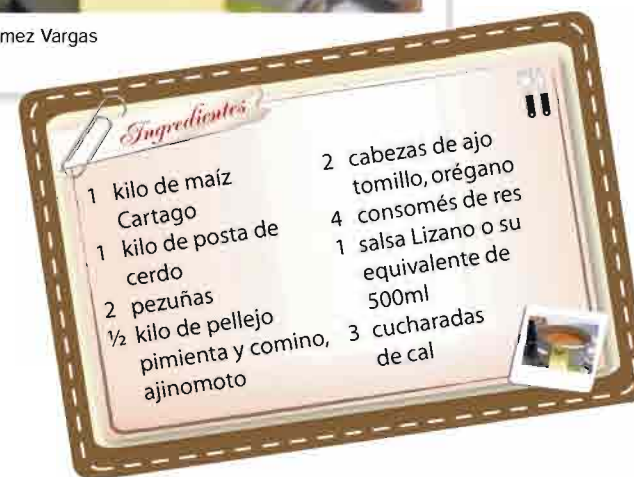 mez Vargas
Ingredientes
1 kilo de maíz
Cartago
1 kilo de posta de
cerdo
2 pezuñas
½ kilo de pellejo
pimienta y comino,
ajinomoto
2 cabezas de ajo
tomillo, orégano
4 consomés de res
1 salsa Lizano o su
equivalente de
500ml
3 cucharadas
de cal